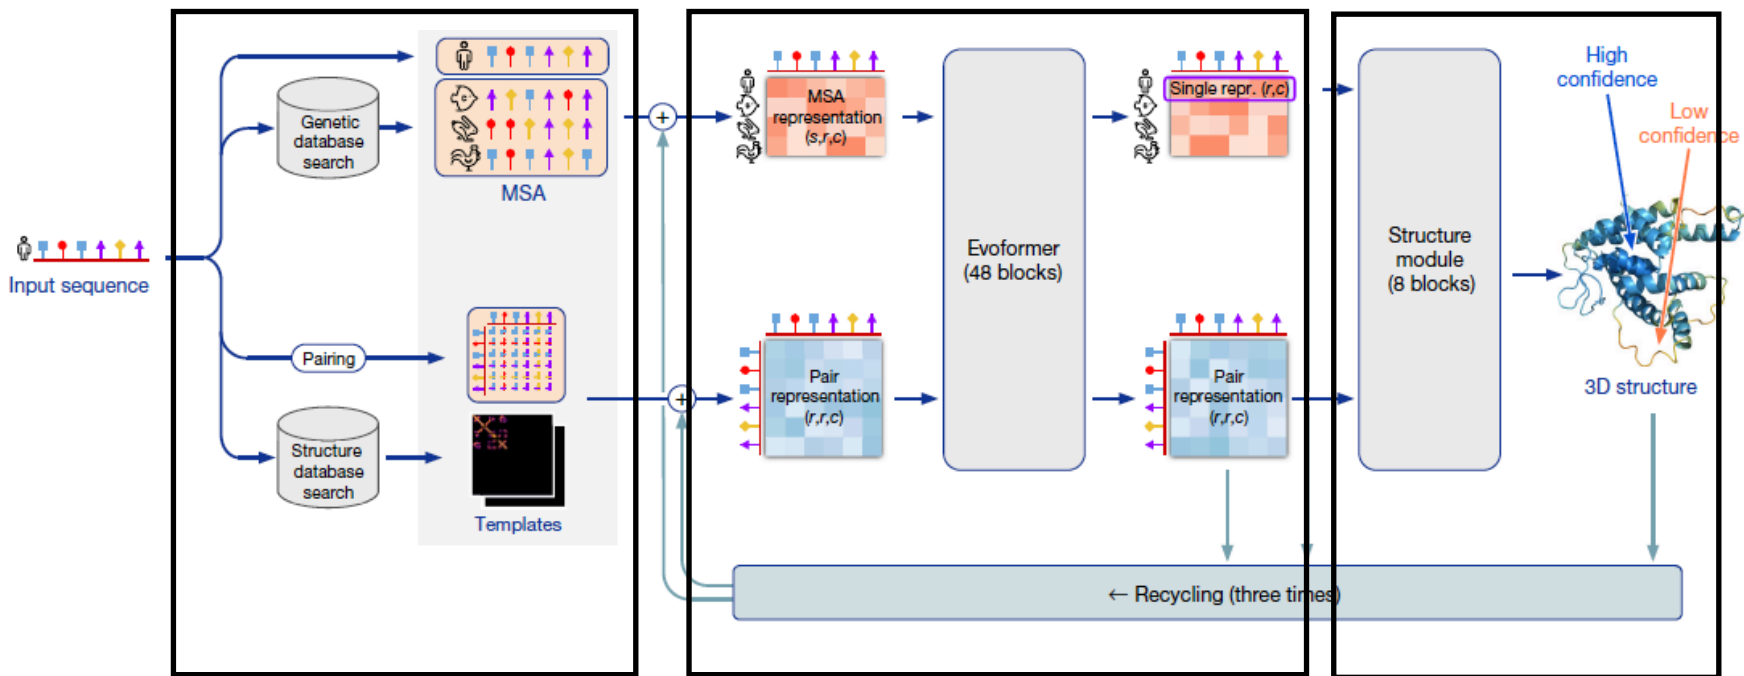 Input sequence
Genetic
database
search
MSA
Pairing
Structure
database
search
Templates
+
+
MSA
representation
(s,r,c)
Pair
representation
(r,r,c)
Evoformer
(48 blocks)
Single repr. (r,c)
Pair
representation
(r,r,c)
Structure
module
(8 blocks)
High
confidence
Low
confidence
3D structure
← Recycling (three times)